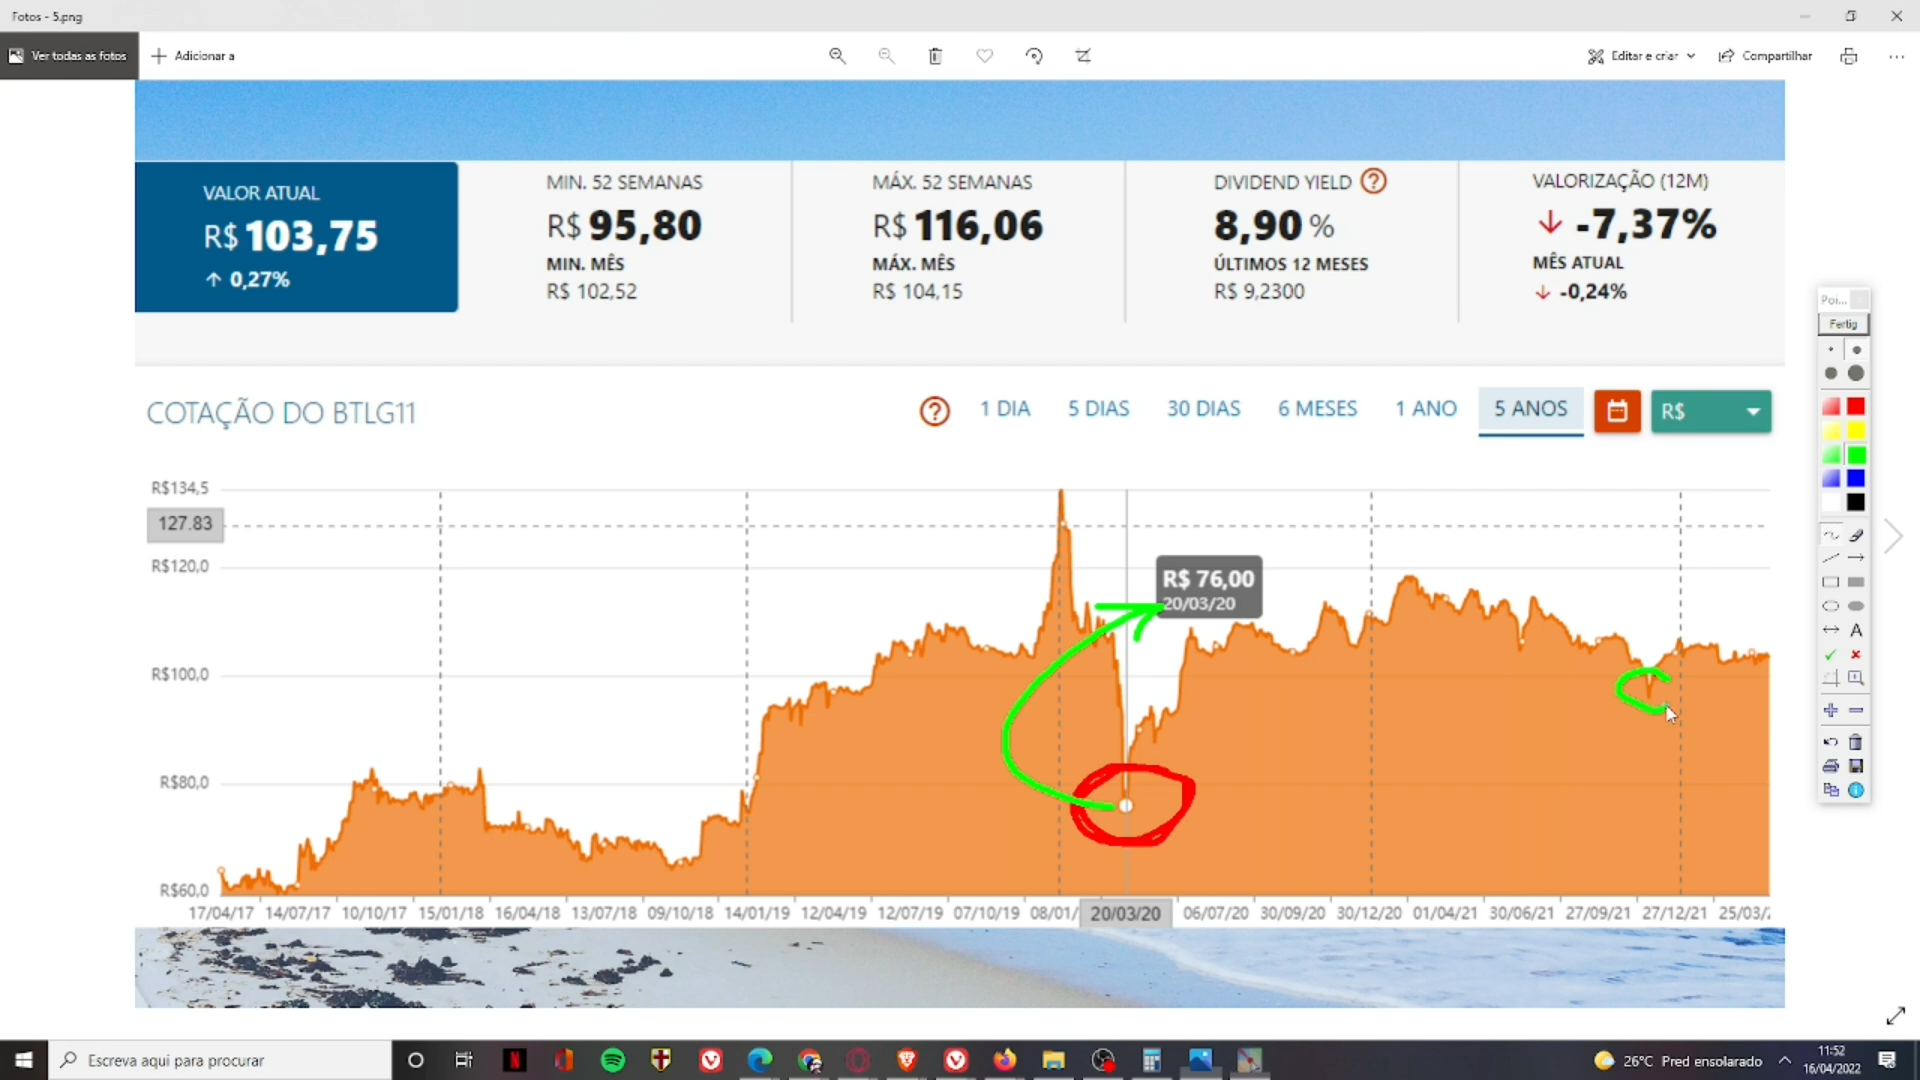 Fotos - 5.png
Ver todas as fotos
Adicionar a
Editar e criar
Compartilhar
VALOR ATUAL
R$ 103,75
↑ 0,27%
MIN. 52 SEMANAS
R$ 95,80
MIN. MÊS
R$ 102,52
MÁX. 52 SEMANAS
R$ 116,06
MÁX. MÊS
R$ 104,15
DIVIDEND YIELD ?
8,90 %
ÚLTIMOS 12 MESES
R$ 9,2300
VALORIZAÇÃO (12M)
↓ -7,37%
MÊS ATUAL
↓ -0,24%
Poi...
Fertig
COTAÇÃO DO BTLG11
? 1 DIA 5 DIAS 30 DIAS 6 MESES 1 ANO 5 ANOS R$
R$134,5
127.83
R$120,0
R$100,0
R$80,0
R$60,0
R$ 76,00
20/03/20
17/04/17 14/07/17 10/10/17 15/01/18 16/04/18 13/07/18 09/10/18 14/01/19 12/04/19 12/07/19 07/10/19 08/01/ 20/03/20 06/07/20 30/09/20 30/12/20 01/04/21 30/06/21 27/09/21 27/12/21 25/03/
A
Escreva aqui para procurar
26°C Pred ensolarado
11:52
16/04/2022